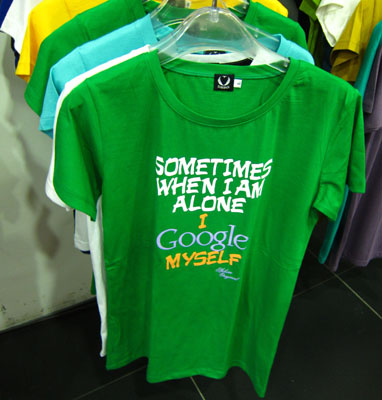 SOMETIMES
WHEN I AM
ALONE
I
Google
MYSELF